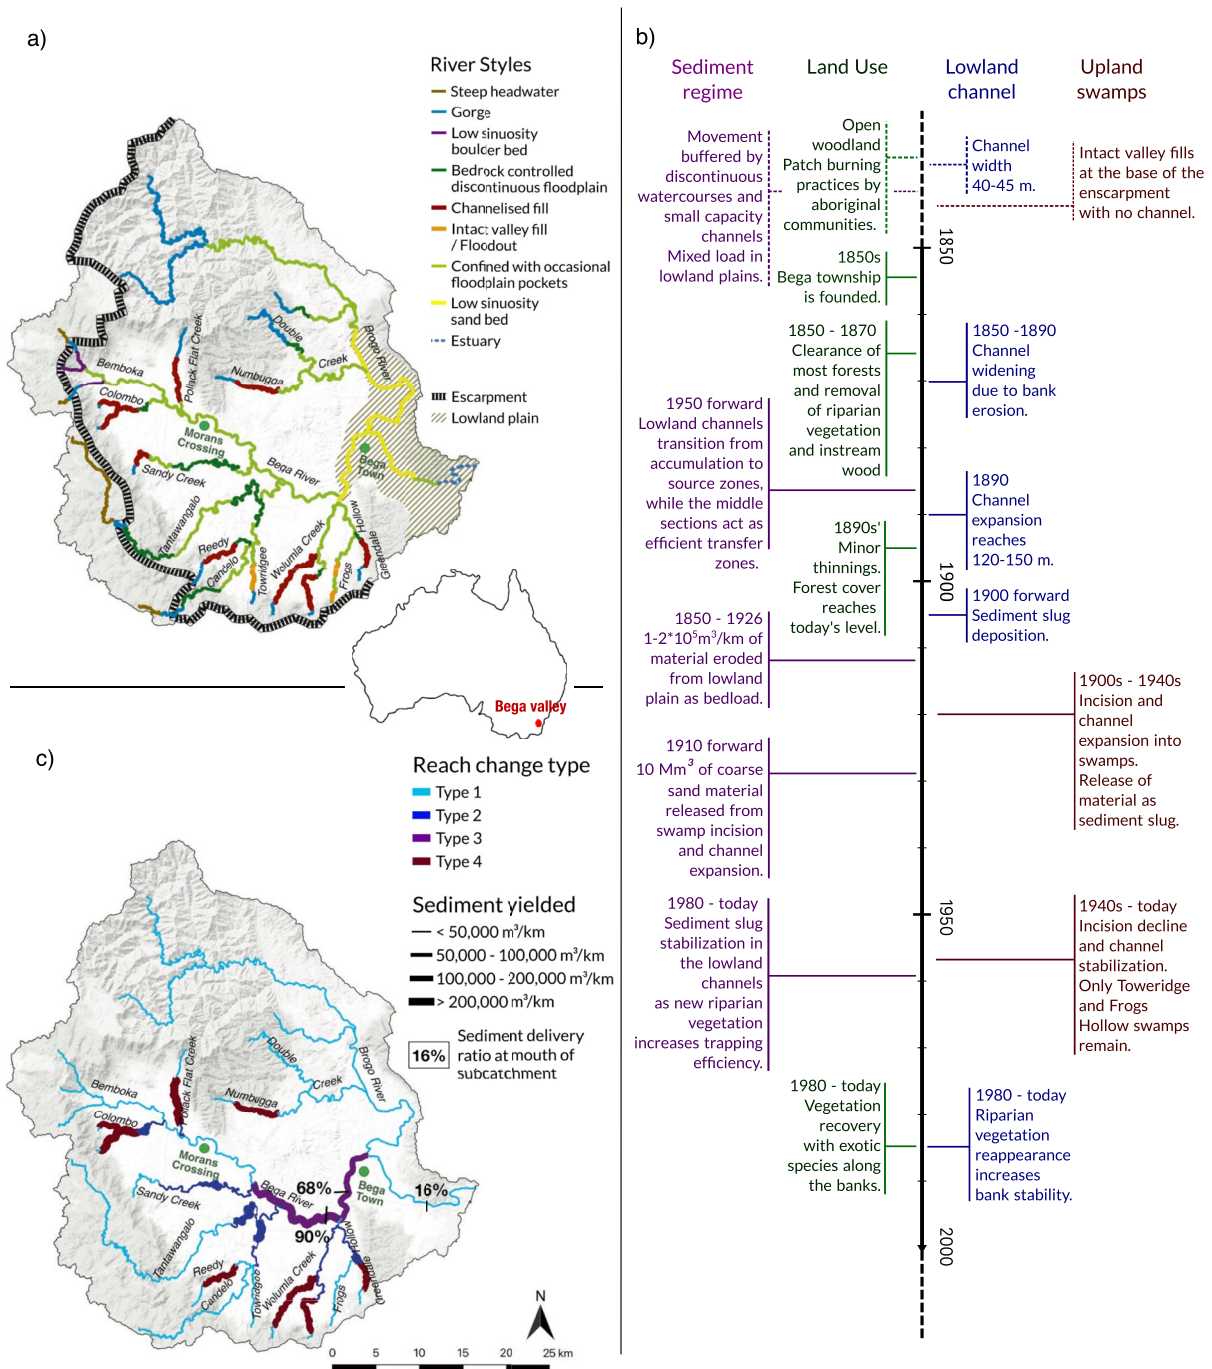 a)
River Styles
Steep headwater
Gorge
Low sinuosity
boulder bed
Bedrock controlled
discontinuous floodplain
Channelised fill
Intact valley fill
/ Floodout
Confined with occasional
floodplain pockets
Low sinuosity
sand bed
Estuary
Escarpment
Lowland plain
Bemboka
Colombo
Polack Flat Creek
Double
Creek
Numbugga
Brogo River
Morans
Crossing
Bega
Town
Sandy Creek
Bega River
Tantawangalo
Reedy
Candelo
Towridgee
Wolumla Creek
Frogs
Hollow
Greendale
Bega valley
b)
Sediment
regime
Land Use
Lowland
channel
Upland
swamps
Movement
buffered by
discontinuous
watercourses and
small capacity
channels
Mixed load in
lowland plains.
Open
woodland
Patch burning
practices by
aboriginal
communities.
Channel
width
40-45 m.
Intact valley fills
at the base of the
enscarpment
with no channel.
1850
1850s
Bega township
is founded.
1850 - 1870
Clearance of
most forests
and removal
of riparian
vegetation
and instream
wood
1850 -1890
Channel
widening
due to bank
erosion.
1950 forward
Lowland channels
transition from
accumulation to
source zones,
while the middle
sections act as
efficient transfer
zones.
1890
Channel
expansion
reaches
120-150 m.
1890s'
Minor
thinnings.
Forest cover
reaches
today's level.
1900
1900 forward
Sediment slug
deposition.
1850 - 1926
1-2*10⁵m³/km of
material eroded
from lowland
plain as bedload.
1900s - 1940s
Incision and
channel
expansion into
swamps.
Release of
material as
sediment slug.
1910 forward
10 Mm³ of coarse
sand material
released from
swamp incision
and channel
expansion.
1950
1980 - today
Sediment slug
stabilization in
the lowland
channels
as new riparian
vegetation
increases trapping
efficiency.
1940s - today
Incision decline
and channel
stabilization.
Only Toweridge
and Frogs
Hollow swamps
remain.
1980 - today
Vegetation
recovery
with exotic
species along
the banks.
1980 - today
Riparian
vegetation
reappearance
increases
bank stability.
2000
c)
Reach change type
Type 1
Type 2
Type 3
Type 4
Sediment yielded
< 50,000 m³/km
50,000 - 100,000 m³/km
100,000 - 200,000 m³/km
> 200,000 m³/km
16%
Sediment delivery
ratio at mouth of
subcatchment
Bemboka
Colombo
Polack Flat Creek
Double
Creek
Numbugga
Brogo River
Morans
Crossing
Bega
Town
Sandy Creek
Bega River
68%
90%
16%
Tantawangalo
Reedy
Candelo
Wolumla Creek
Frogs
Hollow
Greendale
N
0 5 10 15 20 25 km